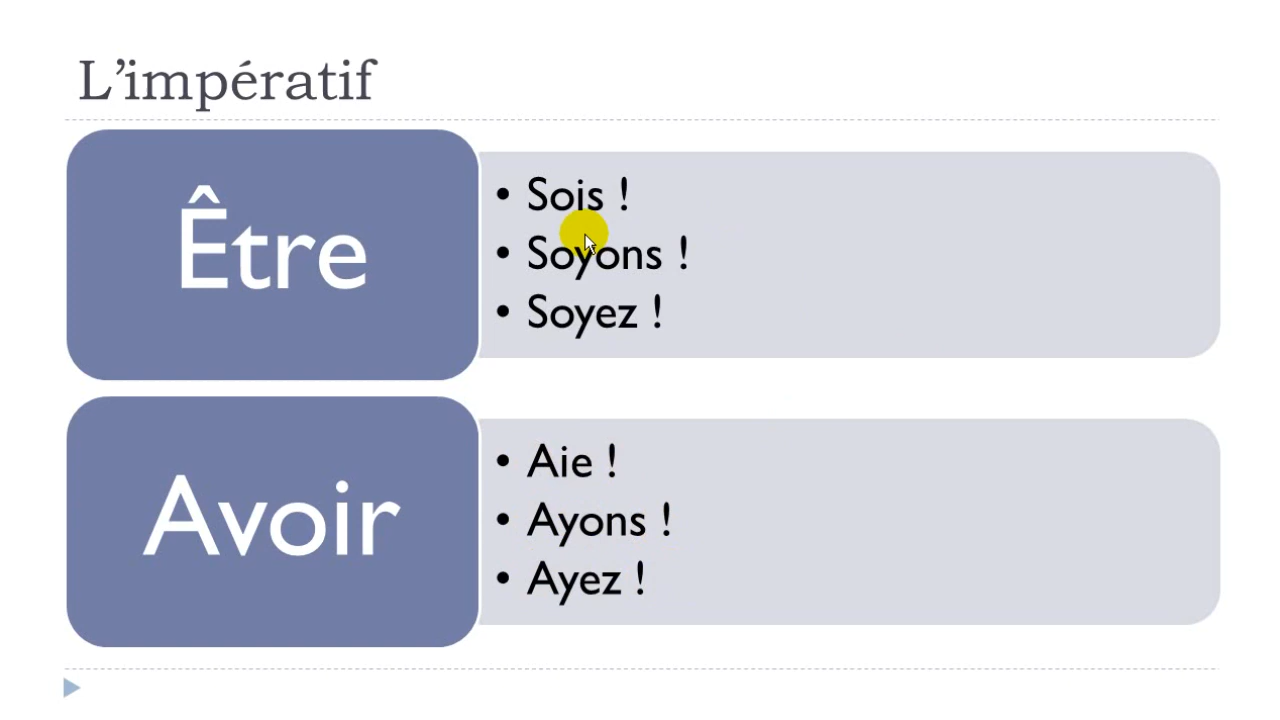 L’impératif
Être
• Sois !
• Soyons !
• Soyez !
Avoir
• Aie !
• Ayons !
• Ayez !